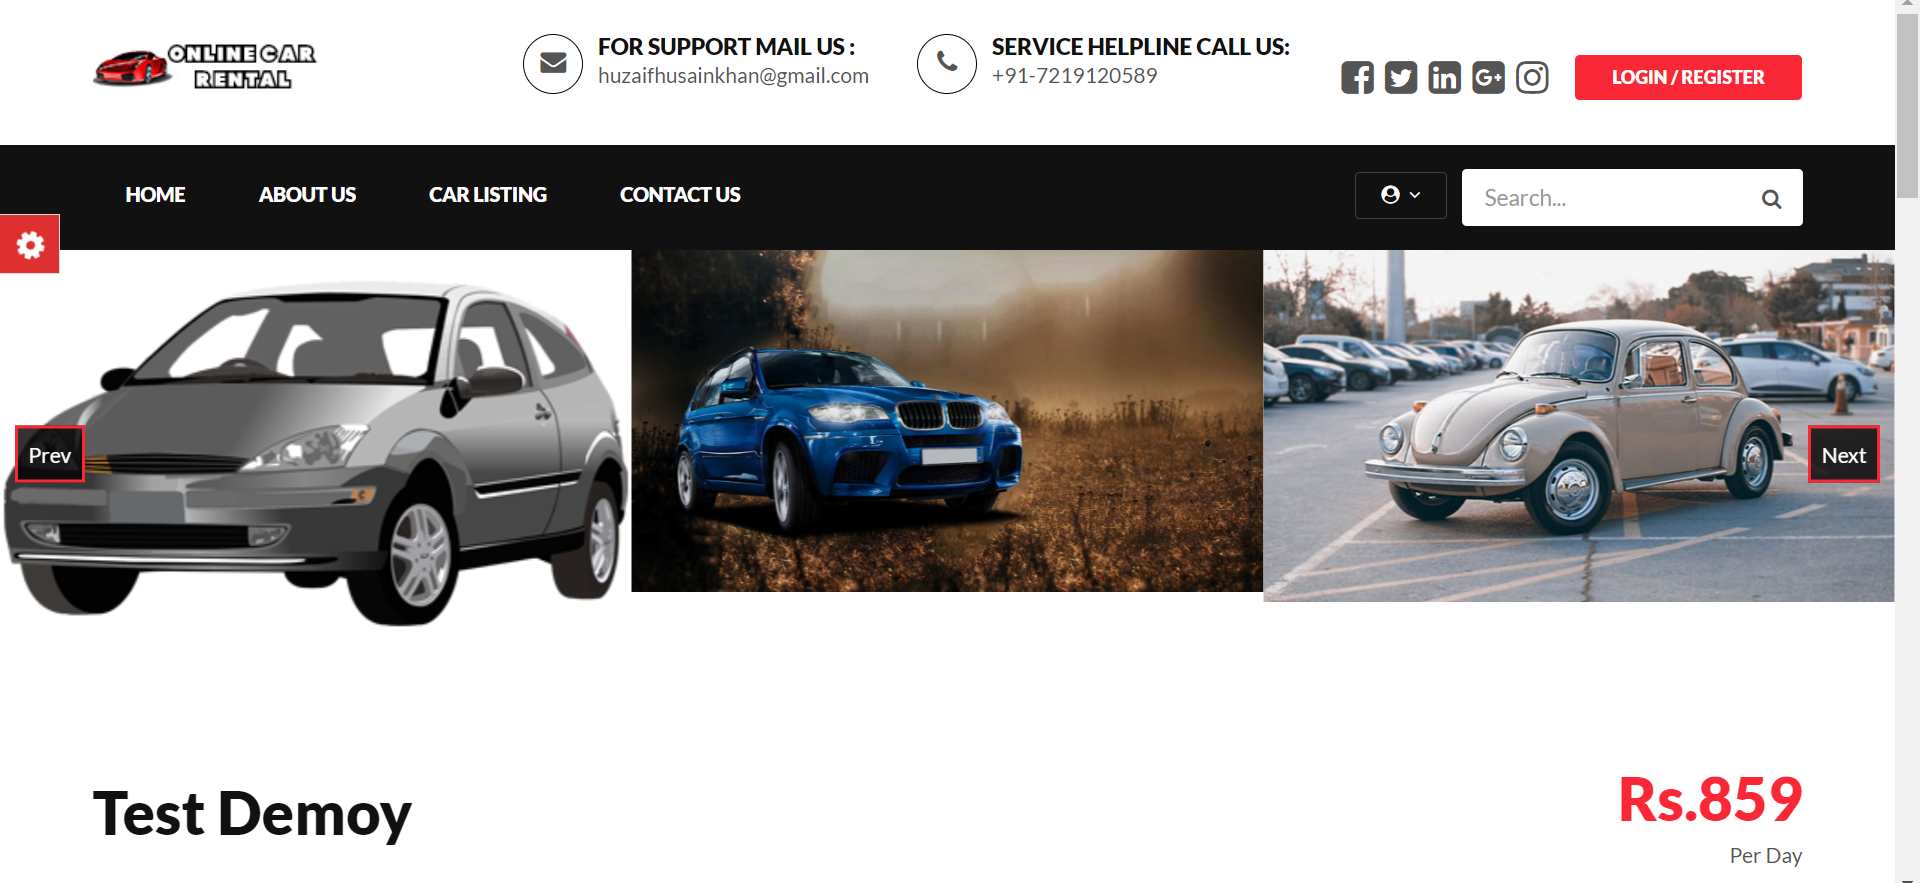 ONLINE CAR
RENTAL
FOR SUPPORT MAIL US :
huzaifhusainkhan@gmail.com
SERVICE HELPLINE CALL US:
+91-7219120589
LOGIN / REGISTER
HOME
ABOUT US
CAR LISTING
CONTACT US
Search...
Prev
Next
Test Demoy
Rs.859
Per Day